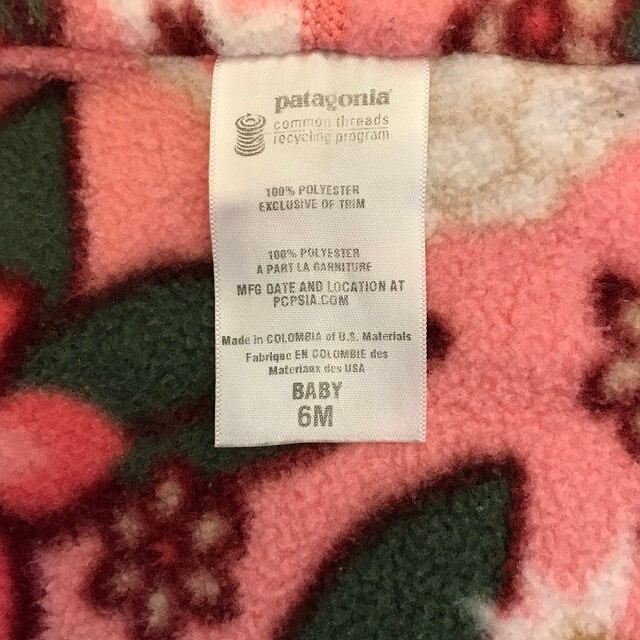 patagonia
common threads
recycling program
100% POLYESTER
EXCLUSIVE OF TRIM
100% POLYESTER
A PART LA GARNITURE
MFG DATE AND LOCATION AT
PCPSIA.COM
Made in COLOMBIA of U.S. Materials
Fabrique EN COLOMBIE des
Materiaux des USA
BABY
6M